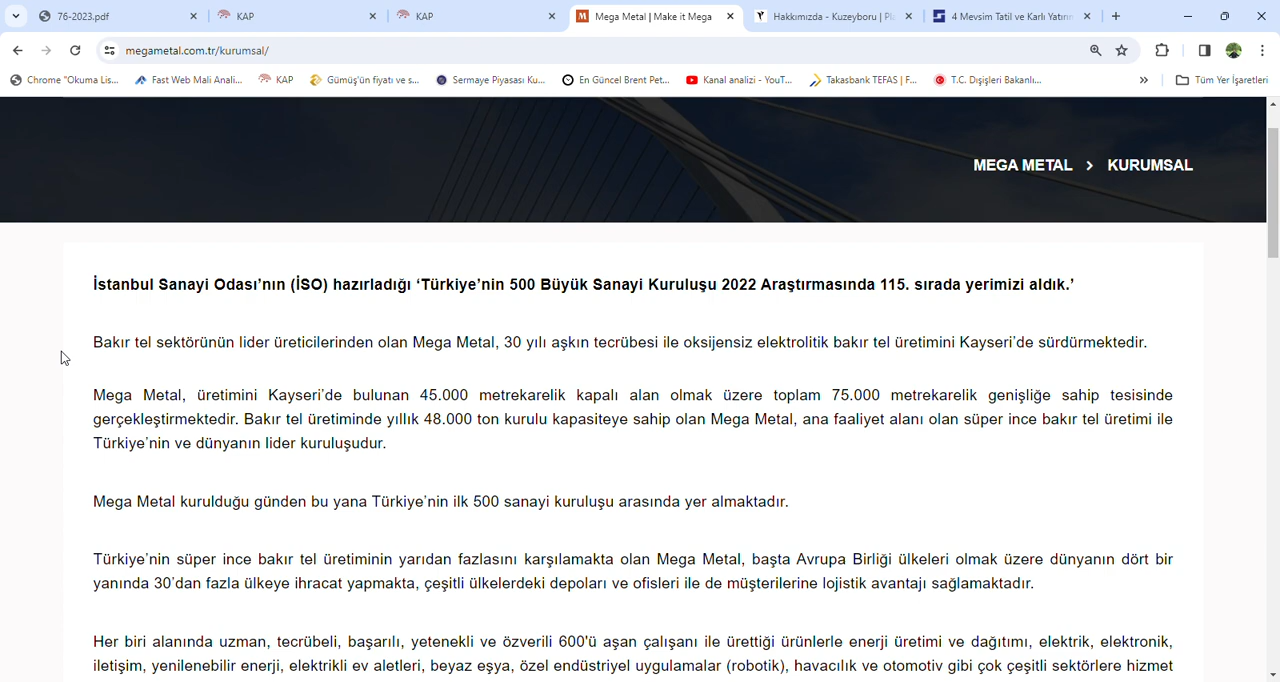 76-2023.pdf
KAP
KAP
Mega Metal | Make it Mega
Hakkımızda - Kuzeyboru | Pl
4 Mevsim Tatil ve Karlı Yatırın
megametal.com.tr/kurumsal/
Chrome "Okuma Lis...
Fast Web Mali Anali...
KAP
Gümüş'ün fiyatı ve s...
Sermaye Piyasası Ku...
En Güncel Brent Pet...
Kanal analizi - YouT...
Takasbank TEFAS | F...
T.C. Dışişleri Bakanlı...
Tüm Yer İşaretleri
MEGA METAL > KURUMSAL
İstanbul Sanayi Odası’nın (İSO) hazırladığı ‘Türkiye’nin 500 Büyük Sanayi Kuruluşu 2022 Araştırmasında 115. sırada yerimizi aldık.’
Bakır tel sektörünün lider üreticilerinden olan Mega Metal, 30 yılı aşkın tecrübesi ile oksijensiz elektrolitik bakır tel üretimini Kayseri’de sürdürmektedir.
Mega Metal, üretimini Kayseri’de bulunan 45.000 metrekarelik kapalı alan olmak üzere toplam 75.000 metrekarelik genişliğe sahip tesisinde
gerçekleştirmektedir. Bakır tel üretiminde yıllık 48.000 ton kurulu kapasiteye sahip olan Mega Metal, ana faaliyet alanı olan süper ince bakır tel üretimi ile
Türkiye’nin ve dünyanın lider kuruluşudur.
Mega Metal kurulduğu günden bu yana Türkiye’nin ilk 500 sanayi kuruluşu arasında yer almaktadır.
Türkiye’nin süper ince bakır tel üretiminin yarıdan fazlasını karşılamakta olan Mega Metal, başta Avrupa Birliği ülkeleri olmak üzere dünyanın dört bir
yanında 30’dan fazla ülkeye ihracat yapmakta, çeşitli ülkelerdeki depoları ve ofisleri ile de müşterilerine lojistik avantajı sağlamaktadır.
Her biri alanında uzman, tecrübeli, başarılı, yetenekli ve özverili 600'ü aşan çalışanı ile ürettiği ürünlerle enerji üretimi ve dağıtımı, elektrik, elektronik,
iletişim, yenilenebilir enerji, elektrikli ev aletleri, beyaz eşya, özel endüstriyel uygulamalar (robotik), havacılık ve otomotiv gibi çok çeşitli sektörlere hizmet